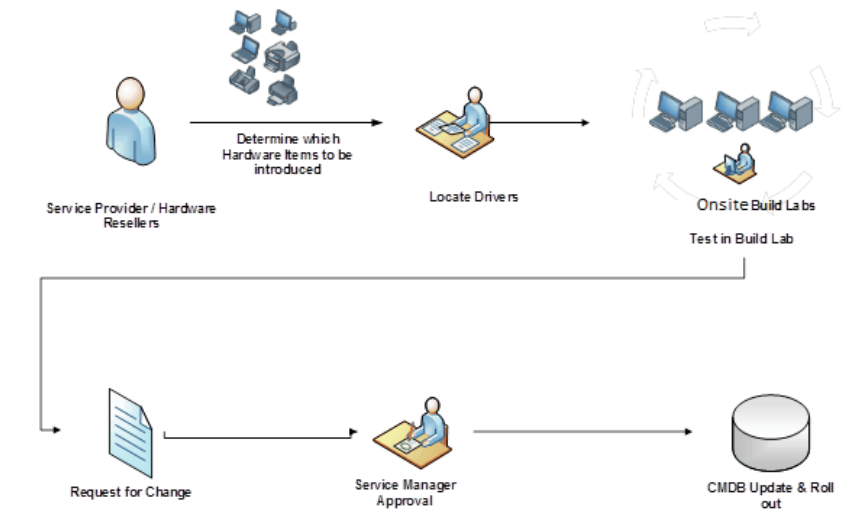 Determine which
Hardware Items to be
introduced
Service Provider / Hardware
Resellers
Locate Drivers
Onsite Build Labs
Test in Build Lab
Request for Change
Service Manager
Approval
CMDB Update & Roll
out